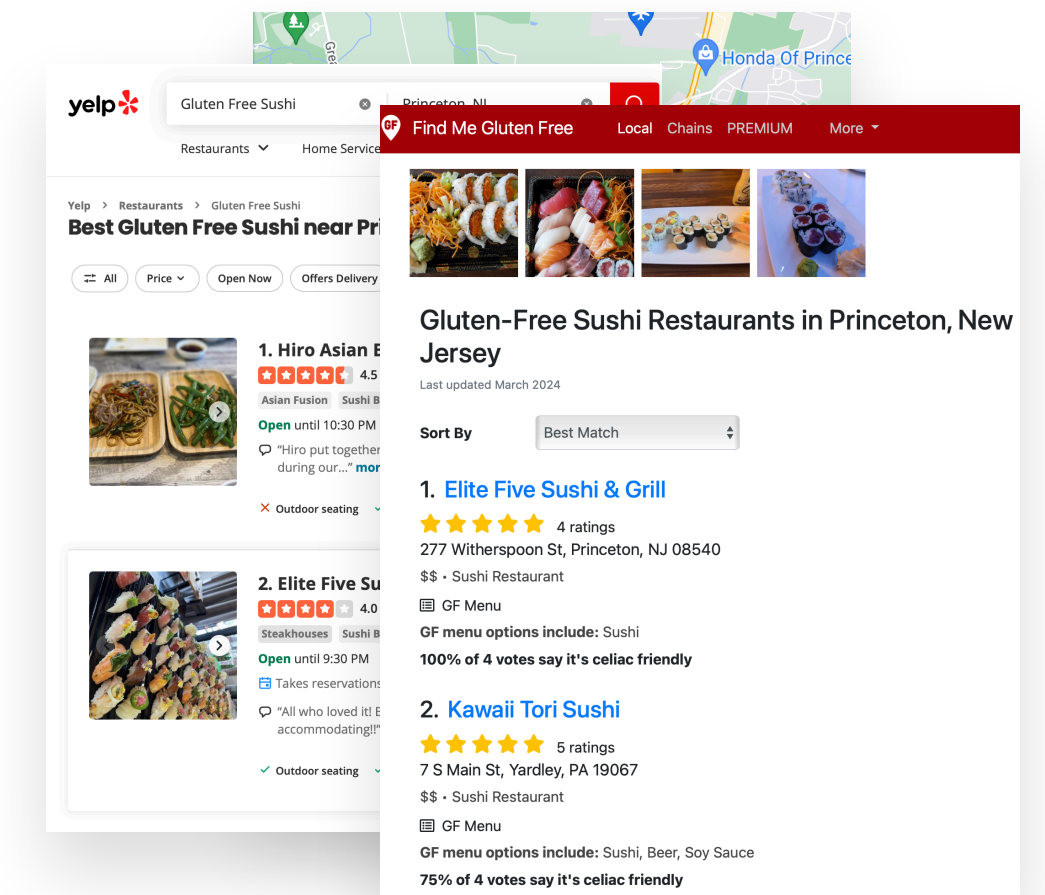 Grea
Honda Of Prince
yelp
Gluten Free Sushi
Princeton, NJ
Restaurants
Home Service
Yelp > Restaurants > Gluten Free Sushi
Best Gluten Free Sushi near Pri
All
Price
Open Now
Offers Delivery
1. Hiro Asian
4.5
Asian Fusion
Sushi B
Open until 10:30 PM
“Hiro put together
during our...” mor
Outdoor seating
2. Elite Five Su
4.0
Steakhouses
Sushi B
Open until 9:30 PM
Takes reservations
“All who loved it!
accommodating!!”
Outdoor seating
GF
Find Me Gluten Free
Local
Chains
PREMIUM
More
Gluten-Free Sushi Restaurants in Princeton, New
Jersey
Last updated March 2024
Sort By
Best Match
1. Elite Five Sushi & Grill
4 ratings
277 Witherspoon St, Princeton, NJ 08540
$$ • Sushi Restaurant
GF Menu
GF menu options include: Sushi
100% of 4 votes say it's celiac friendly
2. Kawaii Tori Sushi
5 ratings
7 S Main St, Yardley, PA 19067
$$ • Sushi Restaurant
GF Menu
GF menu options include: Sushi, Beer, Soy Sauce
75% of 4 votes say it's celiac friendly